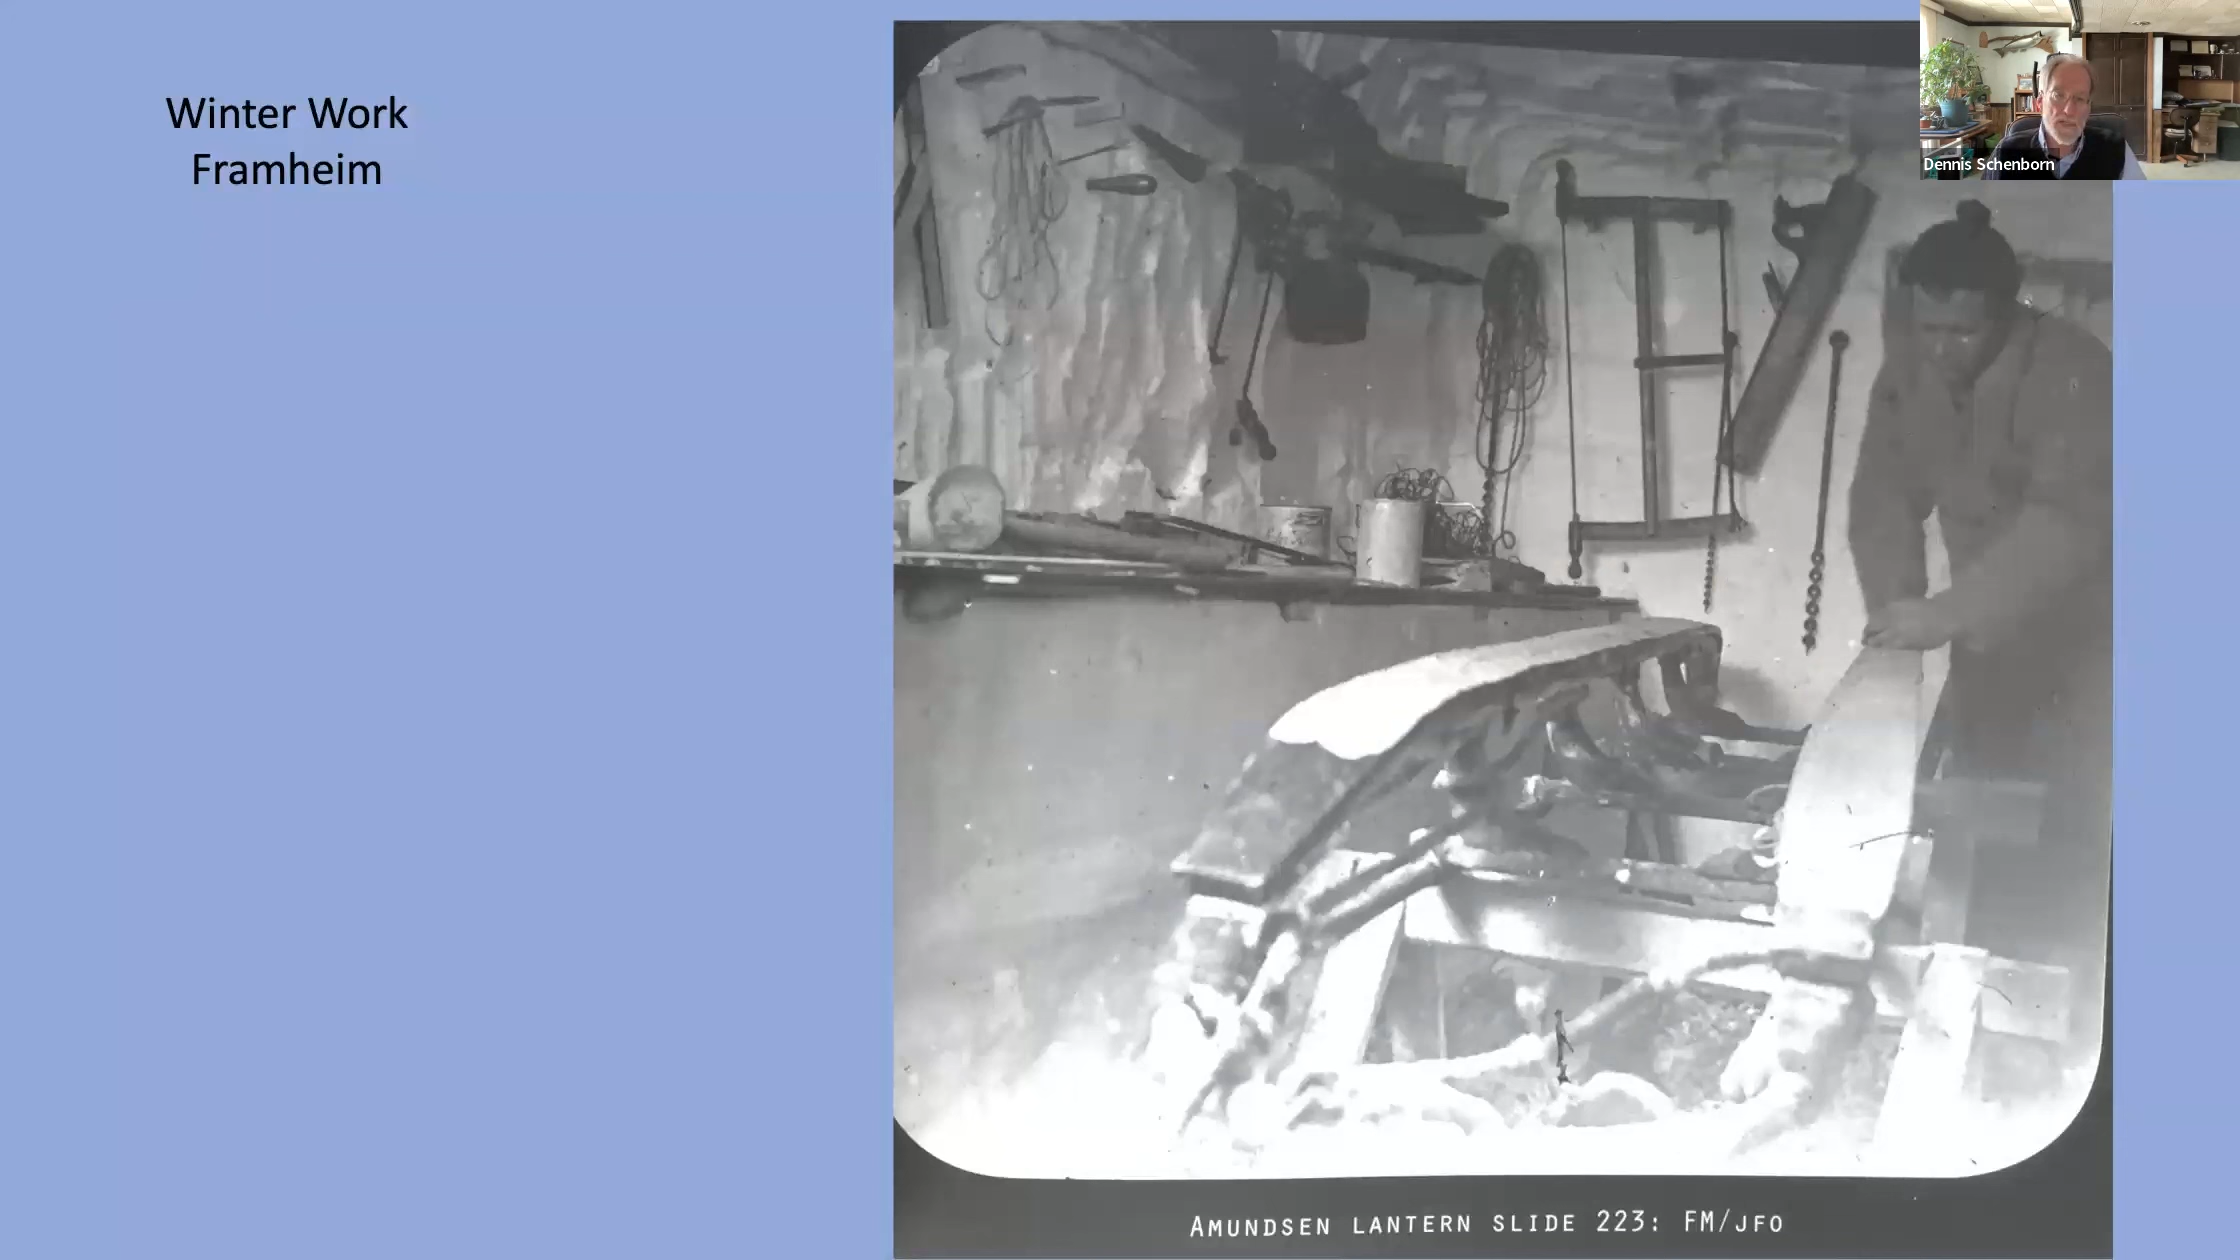 Winter Work
Framheim
Dennis Schenborn
AMUNDSEN LANTERN SLIDE 223: FM/JFO